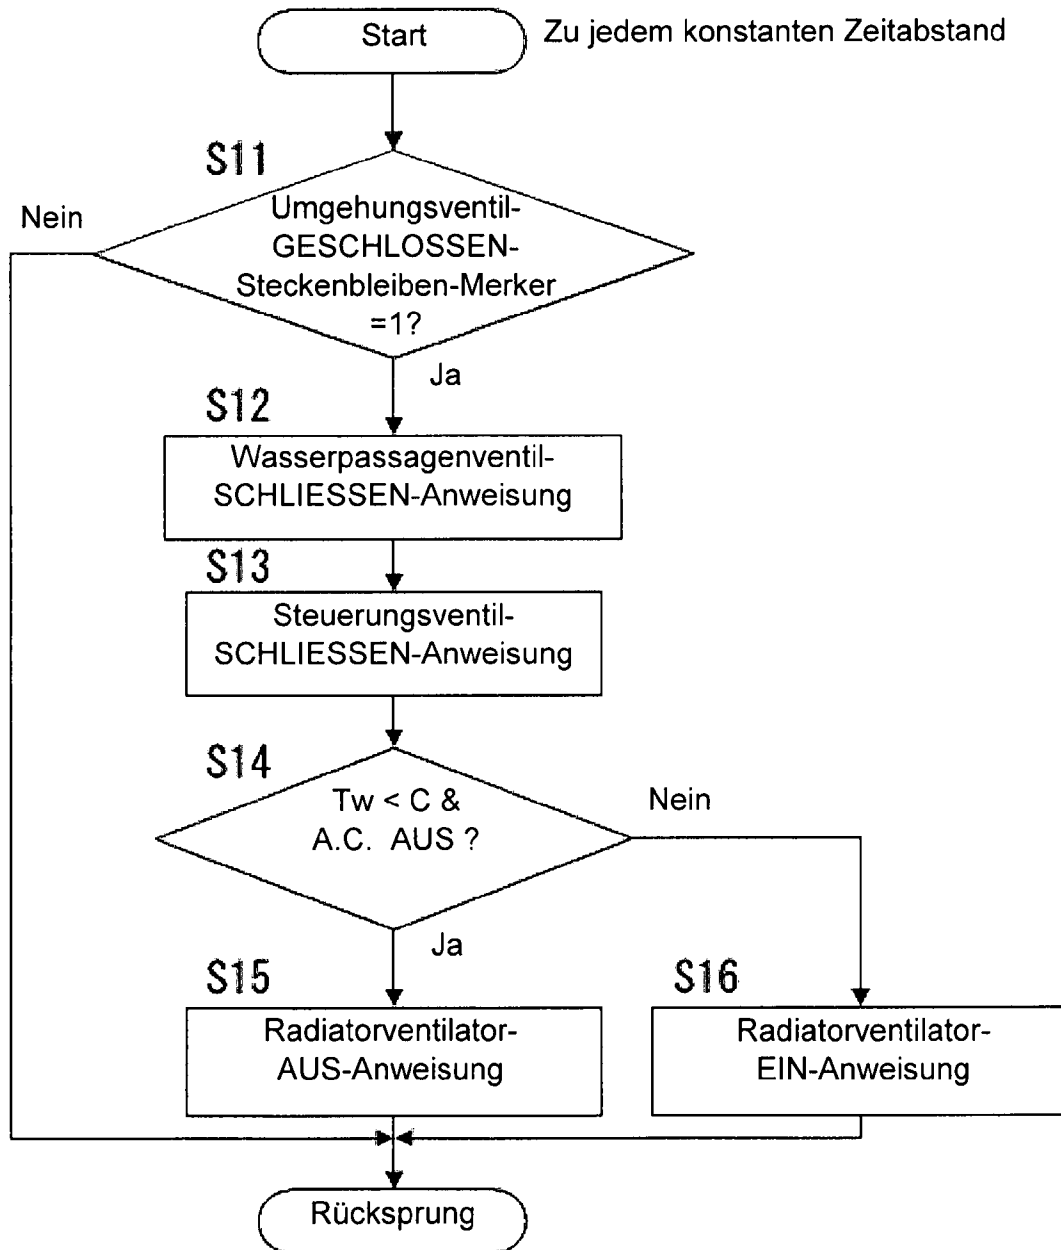 Start
Zu jedem konstanten Zeitabstand
S11
Nein
Umgehungsventil-
GESCHLOSSEN-
Steckenbleiben-Merker
=1?
Ja
S12
Wasserpassagenventil-
SCHLIESSEN-Anweisung
S13
Steuerungsventil-
SCHLIESSEN-Anweisung
S14
Tw < C &
A.C. AUS ?
Nein
Ja
S15
Radiatorventilator-
AUS-Anweisung
S16
Radiatorventilator-
EIN-Anweisung
Rücksprung